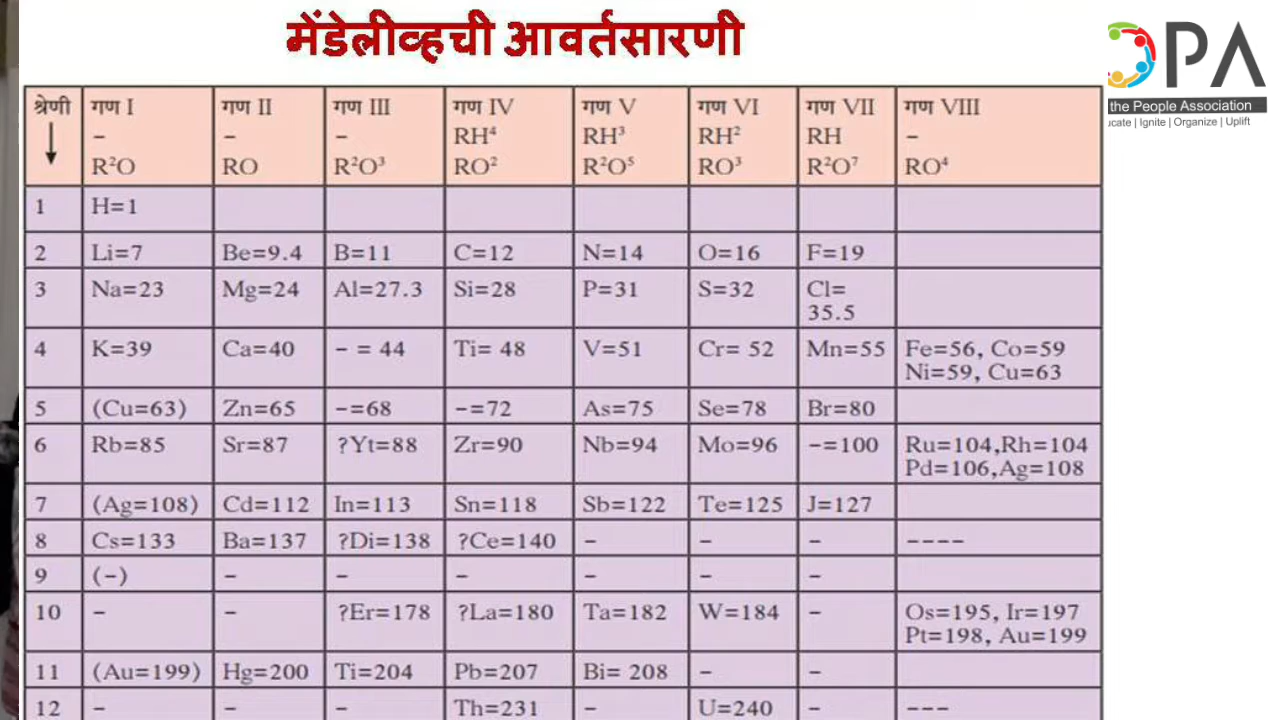 मेंडेलीव्हची आवर्तसारणी
OPA
the People Association
ucate | Ignite | Organize | Uplift
श्रेणी गण I गण II गण III गण IV गण V गण VI गण VII गण VIII
– – – RH⁴ RH³ RH² RH –
R²O RO R²O³ RO² R²O⁵ RO³ R²O⁷ RO⁴
1 H=1
2 Li=7 Be=9.4 B=11 C=12 N=14 O=16 F=19
3 Na=23 Mg=24 Al=27.3 Si=28 P=31 S=32 Cl=
35.5
4 K=39 Ca=40 – = 44 Ti= 48 V=51 Cr= 52 Mn=55 Fe=56, Co=59
Ni=59, Cu=63
5 (Cu=63) Zn=65 –=68 –=72 As=75 Se=78 Br=80
6 Rb=85 Sr=87 ?Yt=88 Zr=90 Nb=94 Mo=96 –=100 Ru=104,Rh=104
Pd=106,Ag=108
7 (Ag=108) Cd=112 In=113 Sn=118 Sb=122 Te=125 J=127
8 Cs=133 Ba=137 ?Di=138 ?Ce=140 – – – ----
9 (–) – – – – – –
10 – – ?Er=178 ?La=180 Ta=182 W=184 – Os=195, Ir=197
Pt=198, Au=199
11 (Au=199) Hg=200 Ti=204 Pb=207 Bi= 208 – –
12 – – – Th=231 – U=240 – ---